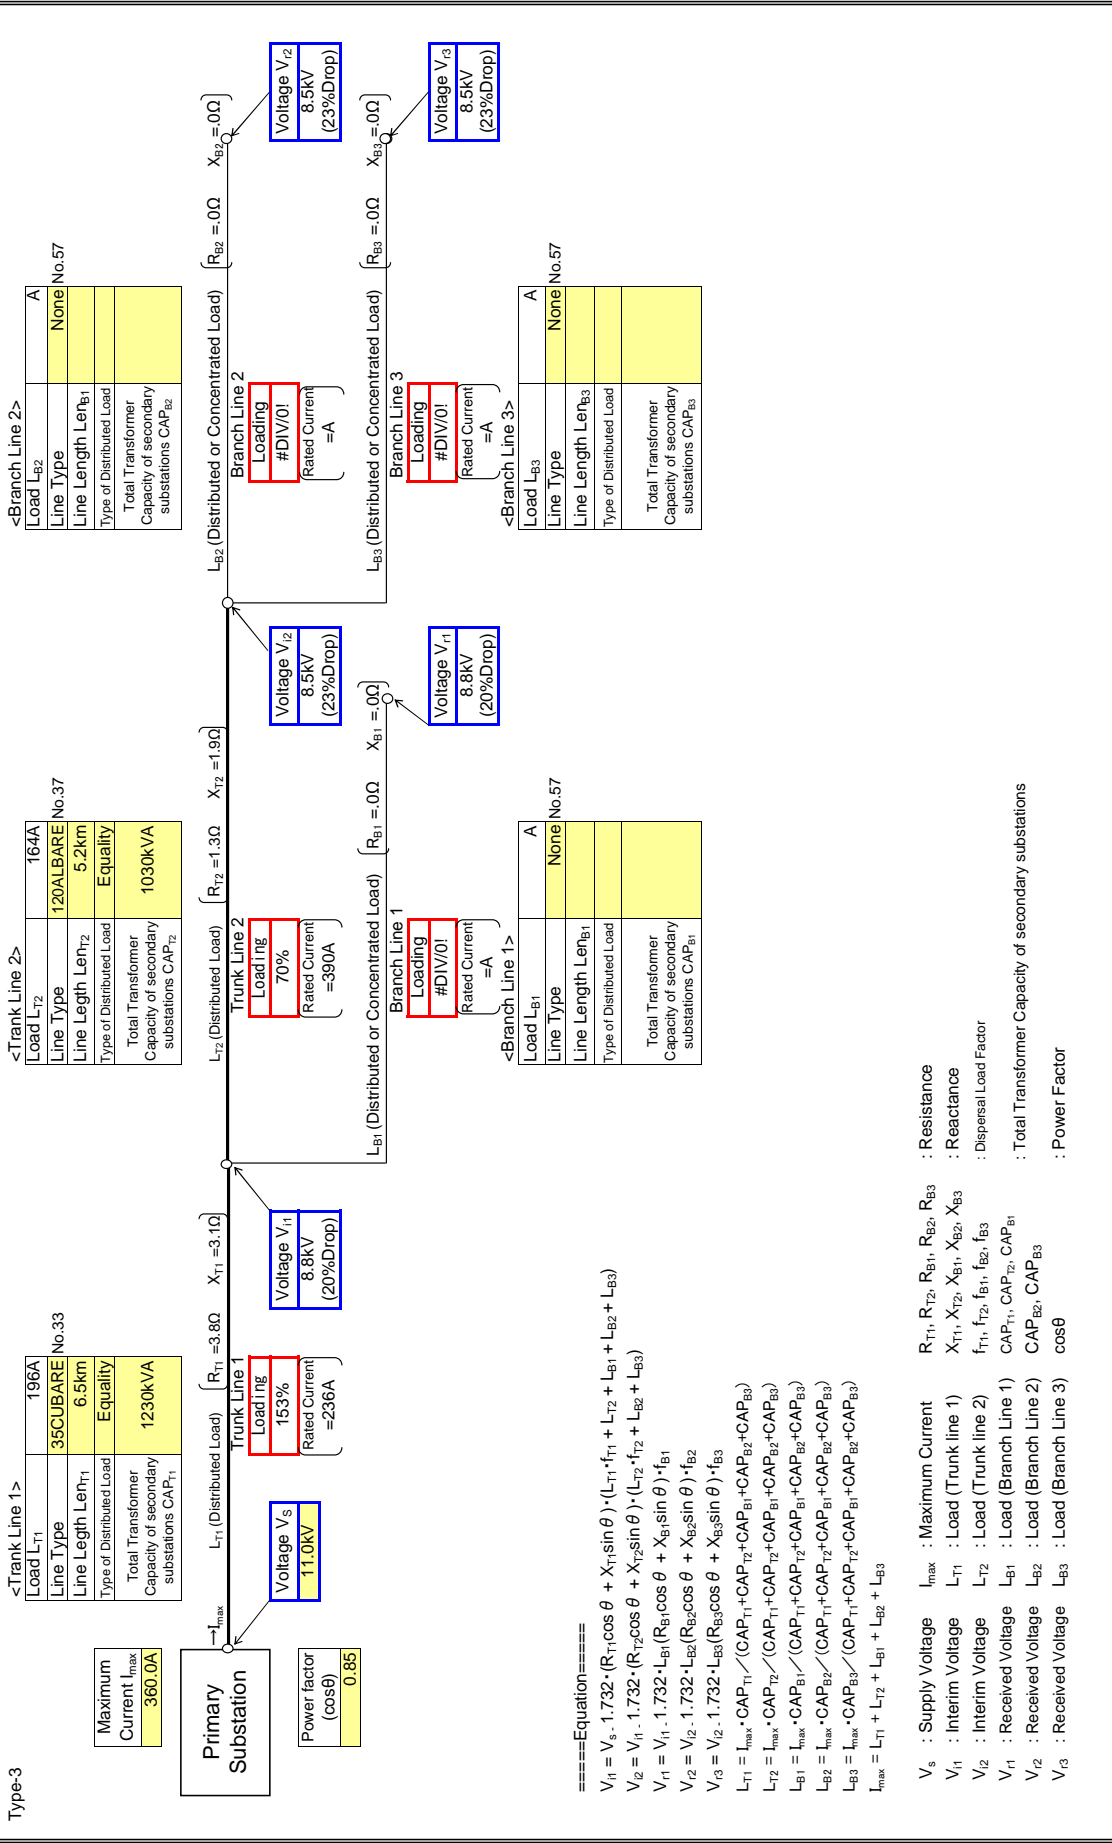 Type-3
Maximum
Current Imax
360.0A
Primary
Substation
Power factor
(cosθ)
0.85
→Imax
Voltage VS
11.0kV
<Trank Line 1>
Load LT1 196A
Line Type 35CUBARE No.33
Line Legth LenT1 6.5km
Type of Distributed Load Equality
Total Transformer
Capacity of secondary
substations CAPT1
1230kVA
LT1 (Distributed Load) RT1 =3.8Ω XT1 =3.1Ω
Trunk Line 1
Loading
153%
Rated Current
=236A
Voltage Vi1
8.8kV
(20%Drop)
<Trank Line 2>
Load LT2 164A
Line Type 120ALBARE No.37
Line Legth LenT2 5.2km
Type of Distributed Load Equality
Total Transformer
Capacity of secondary
substations CAPT2
1030kVA
LT2 (Distributed Load) RT2 =1.3Ω XT2 =1.9Ω
Trunk Line 2
Loading
70%
Rated Current
=390A
Voltage Vi2
8.5kV
(23%Drop)
LB1 (Distributed or Concentrated Load) RB1 =.0Ω XB1 =.0Ω
Branch Line 1
Loading
#DIV/0!
Rated Current
=A
Voltage Vr1
8.8kV
(20%Drop)
<Branch Line 1>
Load LB1 A
Line Type None No.57
Line Length LenB1
Type of Distributed Load
Total Transformer
Capacity of secondary
substations CAPB1
<Branch Line 2>
Load LB2 A
Line Type None No.57
Line Length LenB1
Type of Distributed Load
Total Transformer
Capacity of secondary
substations CAPB2
LB2 (Distributed or Concentrated Load) RB2 =.0Ω XB2 =.0Ω
Branch Line 2
Loading
#DIV/0!
Rated Current
=A
Voltage Vr2
8.5kV
(23%Drop)
LB3 (Distributed or Concentrated Load) RB3 =.0Ω XB3 =.0Ω
Branch Line 3
Loading
#DIV/0!
Rated Current
=A
Voltage Vr3
8.5kV
(23%Drop)
<Branch Line 3>
Load LB3 A
Line Type None No.57
Line Length LenB3
Type of Distributed Load
Total Transformer
Capacity of secondary
substations CAPB3
=====Equation=====
Vi1 = Vs - 1.732・(RT1cos θ + XT1sin θ)・(LT1・fT1 + LT2 + LB1 + LB2 + LB3)
Vi2 = Vi1 - 1.732・(RT2cos θ + XT2sin θ)・(LT2・fT2 + LB2 + LB3)
Vr1 = Vi1 - 1.732・LB1(RB1cos θ + XB1sin θ)・fB1
Vr2 = Vi2 - 1.732・LB2(RB2cos θ + XB2sin θ)・fB2
Vr3 = Vi2 - 1.732・LB3(RB3cos θ + XB3sin θ)・fB3
LT1 = Imax・CAPT1／(CAPT1+CAPT2+CAPB1+CAPB2+CAPB3)
LT2 = Imax・CAPT2／(CAPT1+CAPT2+CAPB1+CAPB2+CAPB3)
LB1 = Imax・CAPB1／(CAPT1+CAPT2+CAPB1+CAPB2+CAPB3)
LB2 = Imax・CAPB2／(CAPT1+CAPT2+CAPB1+CAPB2+CAPB3)
LB3 = Imax・CAPB3／(CAPT1+CAPT2+CAPB1+CAPB2+CAPB3)
Imax = LT1 + LT2 + LB1 + LB2 + LB3
Vs : Supply Voltage Imax : Maximum Current RT1, RT2, RB1, RB2, RB3 : Resistance
Vi1 : Interim Voltage LT1 : Load (Trunk line 1) XT1, XT2, XB1, XB2, XB3 : Reactance
Vi2 : Interim Voltage LT2 : Load (Trunk line 2) fT1, fT2, fB1, fB2, fB3 : Dispersal Load Factor
Vr1 : Received Voltage LB1 : Load (Branch Line 1) CAPT1, CAPT2, CAPB1 : Total Transformer Capacity of secondary substations
Vr2 : Received Voltage LB2 : Load (Branch Line 2) CAPB2, CAPB3
Vr3 : Received Voltage LB3 : Load (Branch Line 3) cosθ : Power Factor